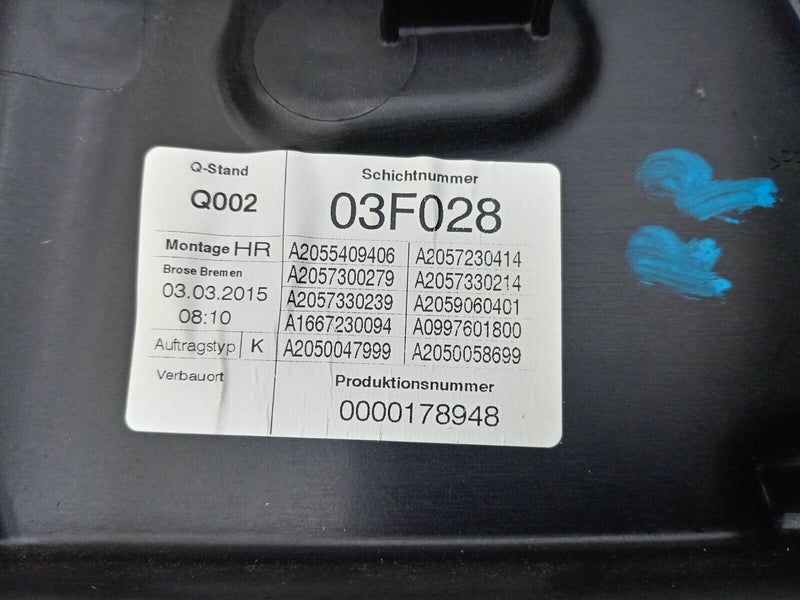 Q-Stand
Q002
Schichtnummer
03F028
Montage HR
Brose Bremen
03.03.2015
08:10
Auftragstyp K
Verbauort
A2055409406 A2057230414
A2057300279 A2057330214
A2057330239 A2059060401
A1667230094 A0997601800
A2050047999 A2050058699
Produktionsnummer
0000178948